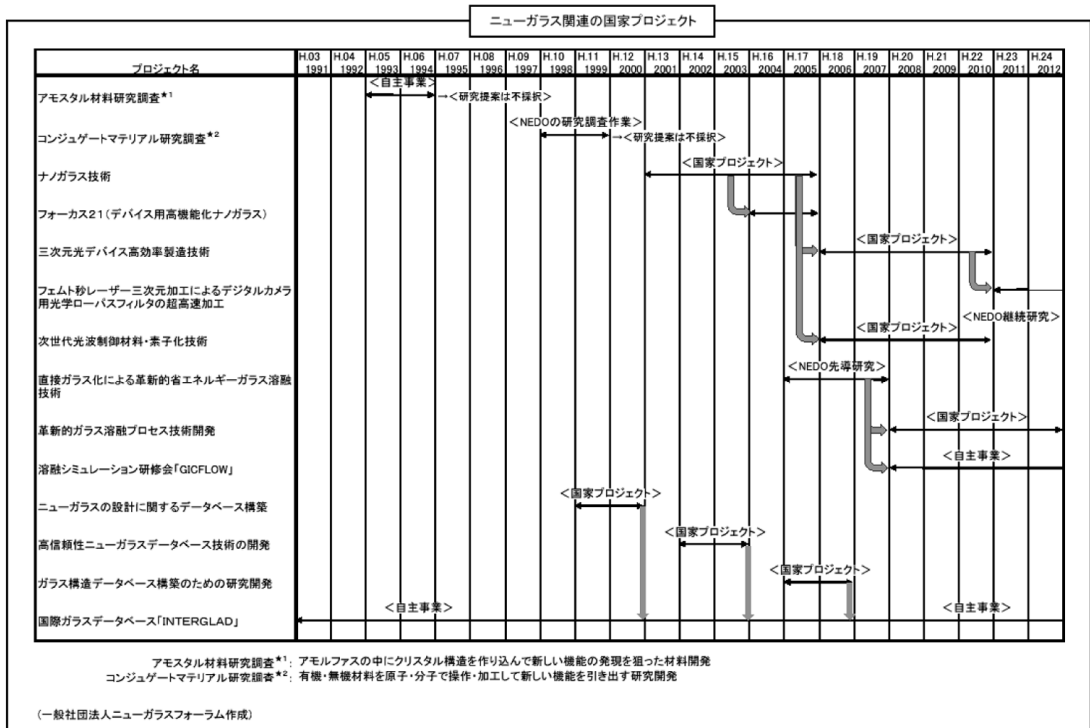 ニューガラス関連の国家プロジェクト
プロジェクト名
H.03 H.04 H.05 H.06 H.07 H.08 H.09 H.10 H.11 H.12 H.13 H.14 H.15 H.16 H.17 H.18 H.19 H.20 H.21 H.22 H.23 H.24
1991 1992 1993 1994 1995 1996 1997 1998 1999 2000 2001 2002 2003 2004 2005 2006 2007 2008 2009 2010 2011 2012
＜自主事業＞
アモスタル材料研究調査★1
→＜研究提案は不採択＞
＜NEDOの研究調査作業＞
コンジュゲートマテリアル研究調査★2
→＜研究提案は不採択＞
＜国家プロジェクト＞
ナノガラス技術
フォーカス21（デバイス用高機能化ナノガラス）
＜国家プロジェクト＞
三次元光デバイス高効率製造技術
フェムト秒レーザー三次元加工によるデジタルカメラ
用光学ローパスフィルタの超高速加工
＜NEDO継続研究＞
＜国家プロジェクト＞
次世代光波制御材料・素子化技術
＜NEDO先導研究＞
直接ガラス化による革新的省エネルギーガラス溶融
技術
＜国家プロジェクト＞
革新的ガラス溶融プロセス技術開発
＜自主事業＞
溶融シミュレーション研修会「GICFLOW」
＜国家プロジェクト＞
ニューガラスの設計に関するデータベース構築
＜国家プロジェクト＞
高信頼性ニューガラスデータベース技術の開発
＜国家プロジェクト＞
ガラス構造データベース構築のための研究開発
＜自主事業＞ ＜自主事業＞
国際ガラスデータベース「INTERGLAD」
アモスタル材料研究調査★1： アモルファスの中にクリスタル構造を作り込んで新しい機能の発現を狙った材料開発
コンジュゲートマテリアル研究調査★2： 有機・無機材料を原子・分子で操作・加工して新しい機能を引き出す研究開発
（一般社団法人ニューガラスフォーラム作成）